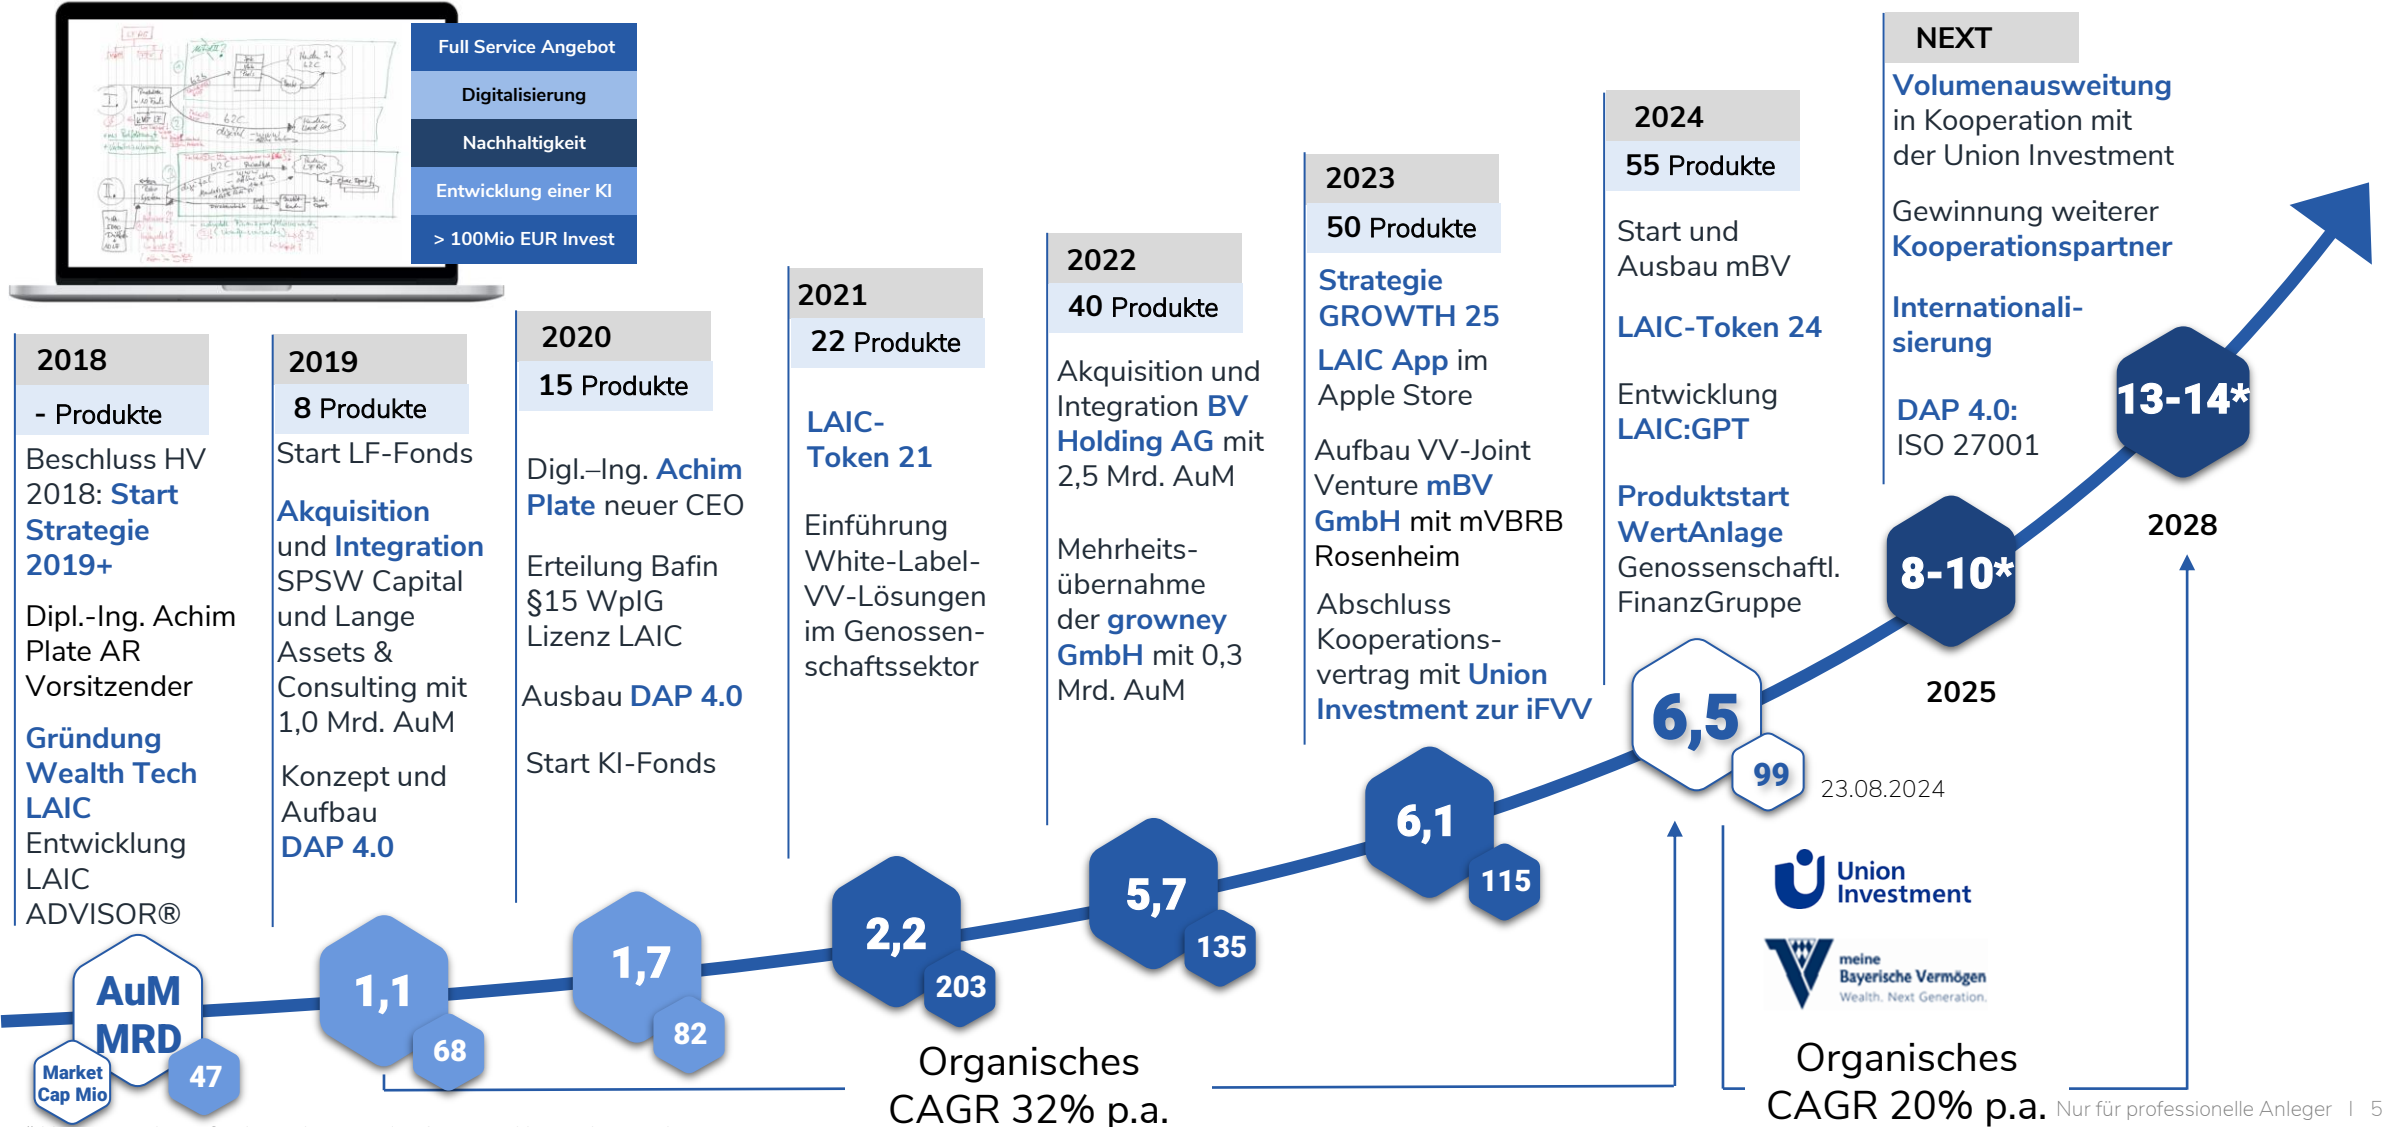 Full Service Angebot
Digitalisierung
Nachhaltigkeit
Entwicklung einer KI
> 100Mio EUR Invest
2018
- Produkte
Beschluss HV
2018: Start
Strategie
2019+
Dipl.-Ing. Achim
Plate AR
Vorsitzender
Gründung
Wealth Tech
LAIC
Entwicklung
LAIC
ADVISOR®
2019
8 Produkte
Start LF-Fonds
Akquisition
und Integration
SPSW Capital
und Lange
Assets &
Consulting mit
1,0 Mrd. AuM
Konzept und
Aufbau
DAP 4.0
2020
15 Produkte
Digl.–Ing. Achim
Plate neuer CEO
Erteilung Bafin
§15 WpIG
Lizenz LAIC
Ausbau DAP 4.0
Start KI-Fonds
2021
22 Produkte
LAIC-
Token 21
Einführung
White-Label-
VV-Lösungen
im Genossen-
schaftssektor
2022
40 Produkte
Akquisition und
Integration BV
Holding AG mit
2,5 Mrd. AuM
Mehrheits-
übernahme
der growney
GmbH mit 0,3
Mrd. AuM
2023
50 Produkte
Strategie
GROWTH 25
LAIC App im
Apple Store
Aufbau VV-Joint
Venture mBV
GmbH mit mVBRB
Rosenheim
Abschluss
Kooperations-
vertrag mit Union
Investment zur iFVV
2024
55 Produkte
Start und
Ausbau mBV
LAIC-Token 24
Entwicklung
LAIC:GPT
Produktstart
WertAnlage
Genossenschaftl.
FinanzGruppe
NEXT
Volumenausweitung
in Kooperation mit
der Union Investment
Gewinnung weiterer
Kooperationspartner
Internationali-
sierung
DAP 4.0:
ISO 27001
AuM
MRD
Market
Cap Mio
47
1,1
68
1,7
82
2,2
203
5,7
135
6,1
115
6,5
99
23.08.2024
8-10*
2025
13-14*
2028
Union
Investment
meine
Bayerische Vermögen
Wealth. Next Generation.
Organisches
CAGR 32% p.a.
Organisches
CAGR 20% p.a.
Nur für professionelle Anleger | 5